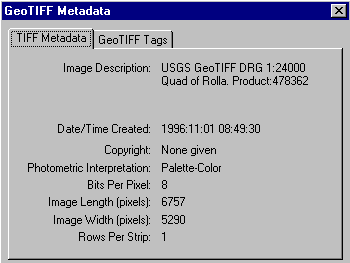 GeoTIFF Metadata
TIFF Metadata GeoTIFF Tags
Image Description: USGS GeoTIFF DRG 1:24000
Quad of Rolla. Product:478362
Date/Time Created: 1996:11:01 08:49:30
Copyright: None given
Photometric Interpretation: Palette-Color
Bits Per Pixel: 8
Image Length (pixels): 6757
Image Width (pixels): 5290
Rows Per Strip: 1